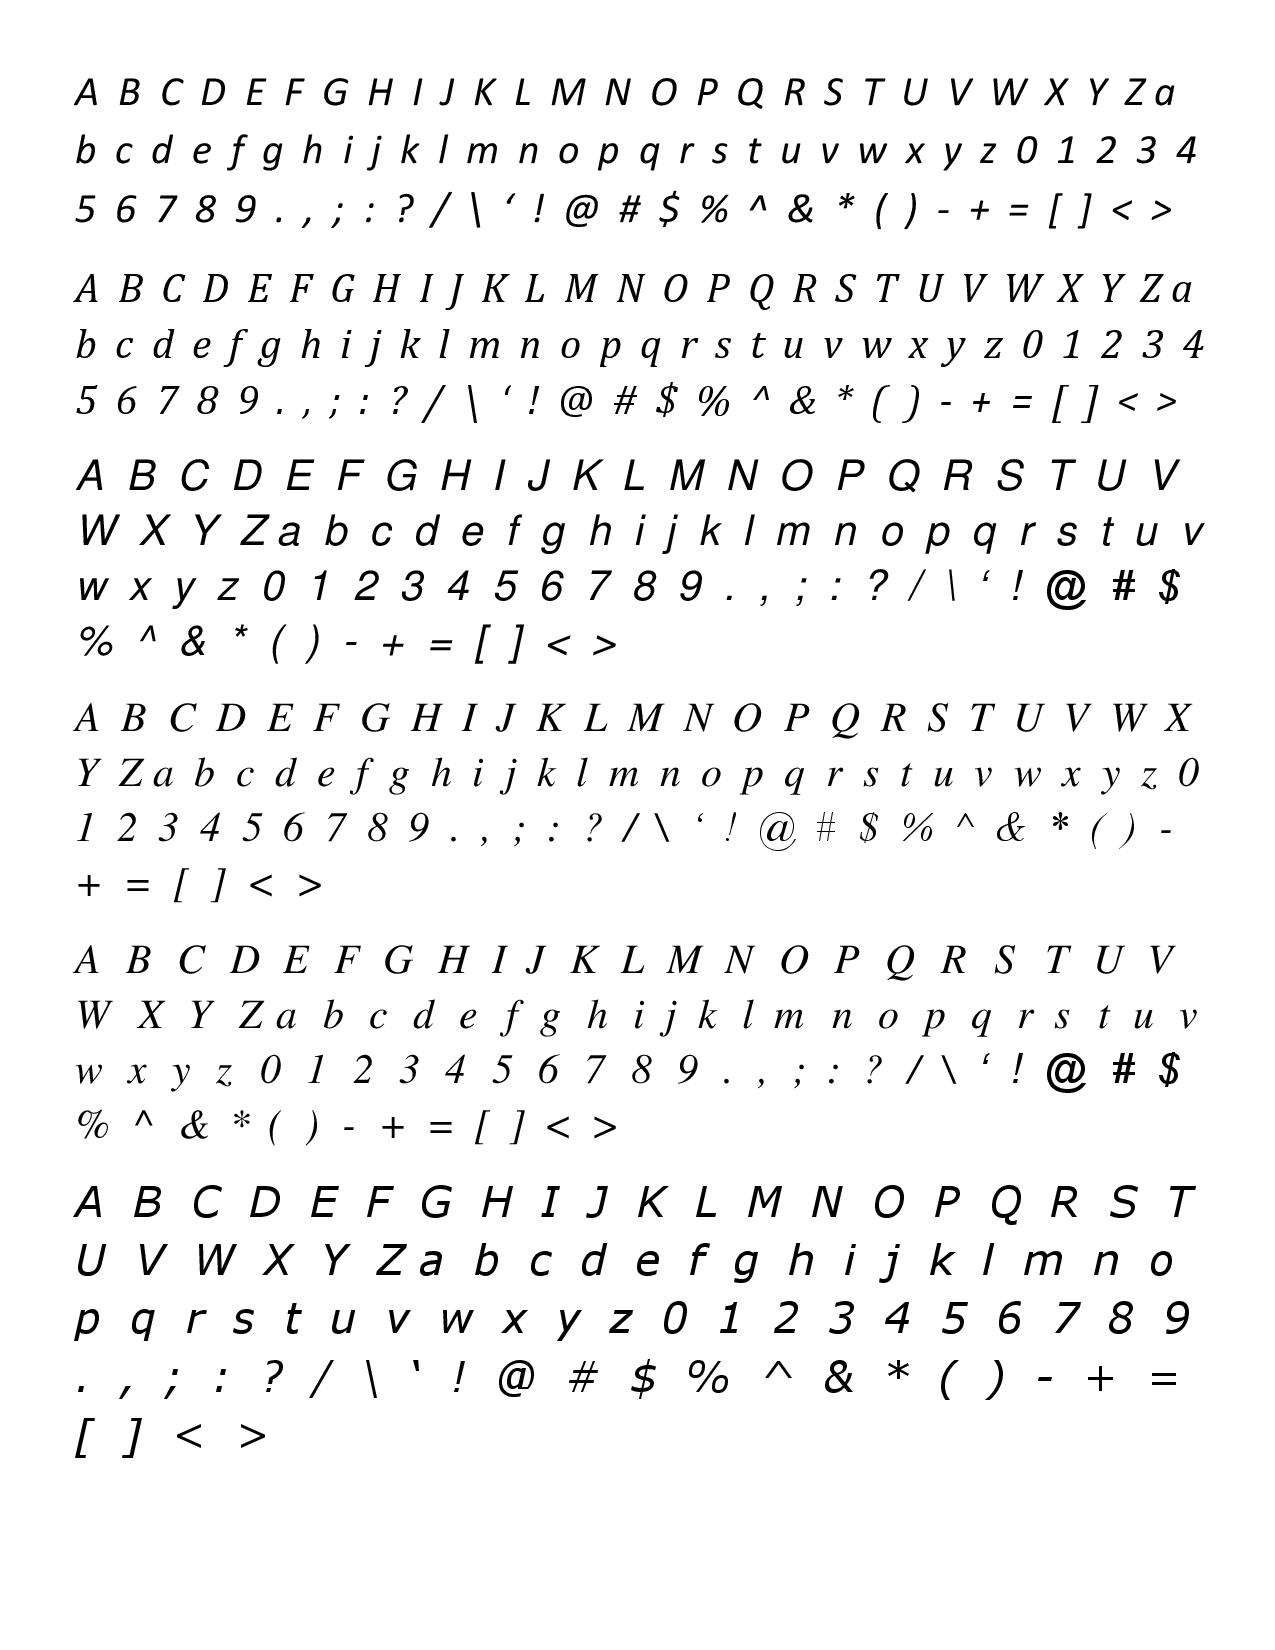 A B C D E F G H I J K L M N O P Q R S T U V W X Y Z a
b c d e f g h i j k l m n o p q r s t u v w x y z 0 1 2 3 4
5 6 7 8 9 . , ; : ? / \ ‘ ! @ # $ % ^ & * ( ) - + = [ ] < >
A B C D E F G H I J K L M N O P Q R S T U V W X Y Z a
b c d e f g h i j k l m n o p q r s t u v w x y z 0 1 2 3 4
5 6 7 8 9 . , ; : ? / \ ‘ ! @ # $ % ^ & * ( ) - + = [ ] < >
A B C D E F G H I J K L M N O P Q R S T U V
W X Y Z a b c d e f g h i j k l m n o p q r s t u v
w x y z 0 1 2 3 4 5 6 7 8 9 . , ; : ? / \ ‘ ! @ # $
% ^ & * ( ) - + = [ ] < >
A B C D E F G H I J K L M N O P Q R S T U V W X
Y Z a b c d e f g h i j k l m n o p q r s t u v w x y z 0
1 2 3 4 5 6 7 8 9 . , ; : ? / \ ‘ ! @ # $ % ^ & * ( ) -
+ = [ ] < >
A B C D E F G H I J K L M N O P Q R S T U V
W X Y Z a b c d e f g h i j k l m n o p q r s t u v
w x y z 0 1 2 3 4 5 6 7 8 9 . , ; : ? / \ ‘ ! @ # $
% ^ & * ( ) - + = [ ] < >
A B C D E F G H I J K L M N O P Q R S T
U V W X Y Z a b c d e f g h i j k l m n o
p q r s t u v w x y z 0 1 2 3 4 5 6 7 8 9
. , ; : ? / \ ‘ ! @ # $ % ^ & * ( ) - + =
[ ] < >